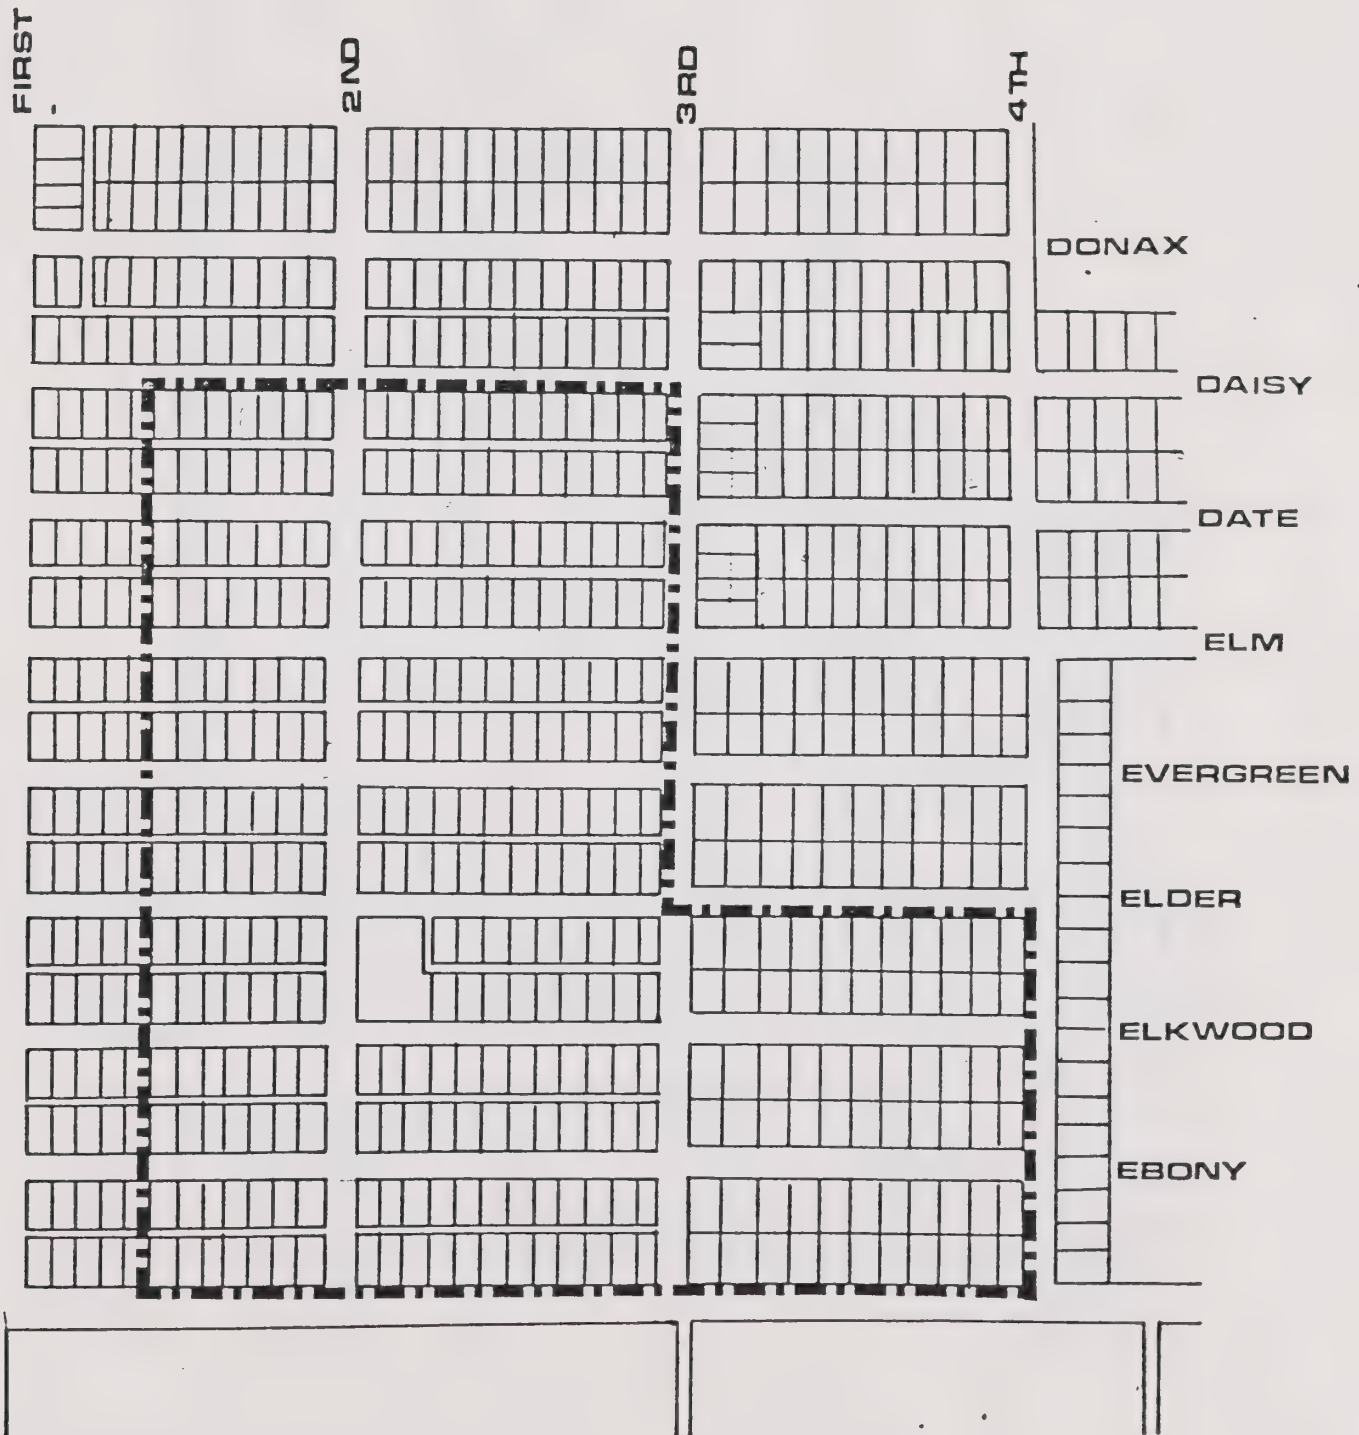 FIRST
2ND
3RD
4TH
DONAX
DAISY
DATE
ELM
EVERGREEN
ELDER
ELKWOOD
EBONY